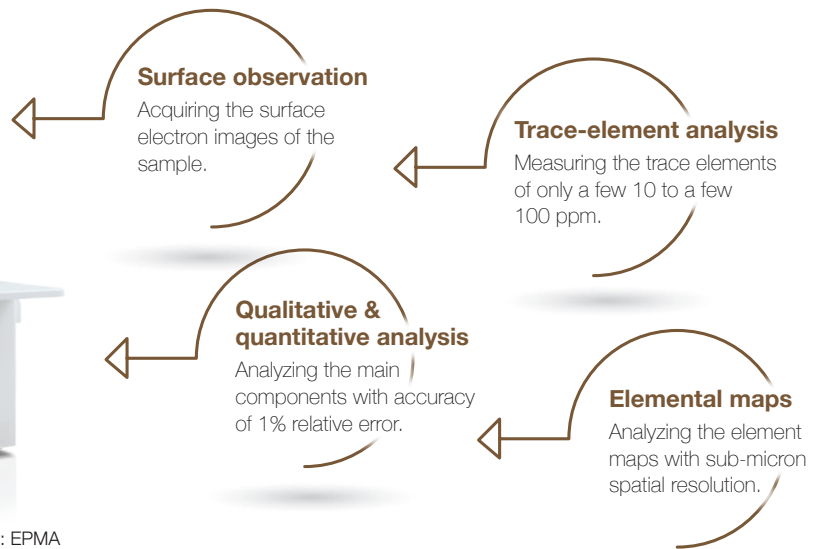 Surface observation
Acquiring the surface
electron images of the
sample.
Trace-element analysis
Measuring the trace elements
of only a few 10 to a few
100 ppm.
Qualitative &
quantitative analysis
Analyzing the main
components with accuracy
of 1% relative error.
Elemental maps
Analyzing the element
maps with sub-micron
spatial resolution.
: EPMA